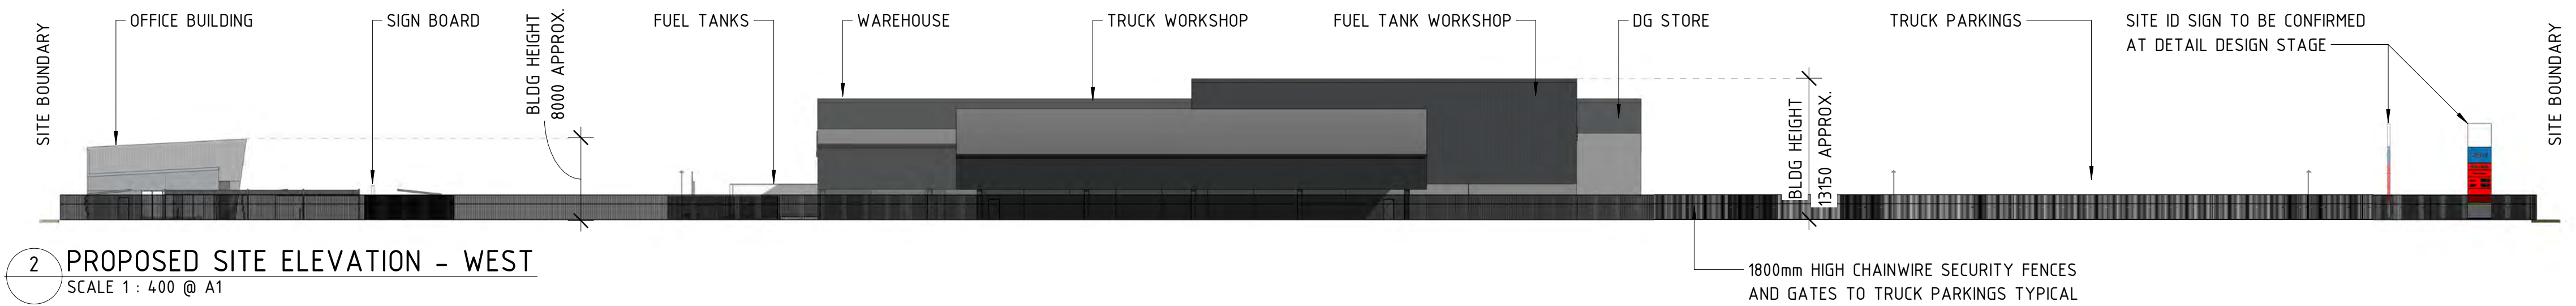 SITE BOUNDARY
OFFICE BUILDING
SIGN BOARD
BLDG HEIGHT
8000 APPROX.
FUEL TANKS
WAREHOUSE
TRUCK WORKSHOP
FUEL TANK WORKSHOP
DG STORE
BLDG HEIGHT
13150 APPROX.
TRUCK PARKINGS
SITE ID SIGN TO BE CONFIRMED
AT DETAIL DESIGN STAGE
SITE BOUNDARY
2
PROPOSED SITE ELEVATION - WEST
SCALE 1 : 400 @ A1
1800mm HIGH CHAINWIRE SECURITY FENCES
AND GATES TO TRUCK PARKINGS TYPICAL